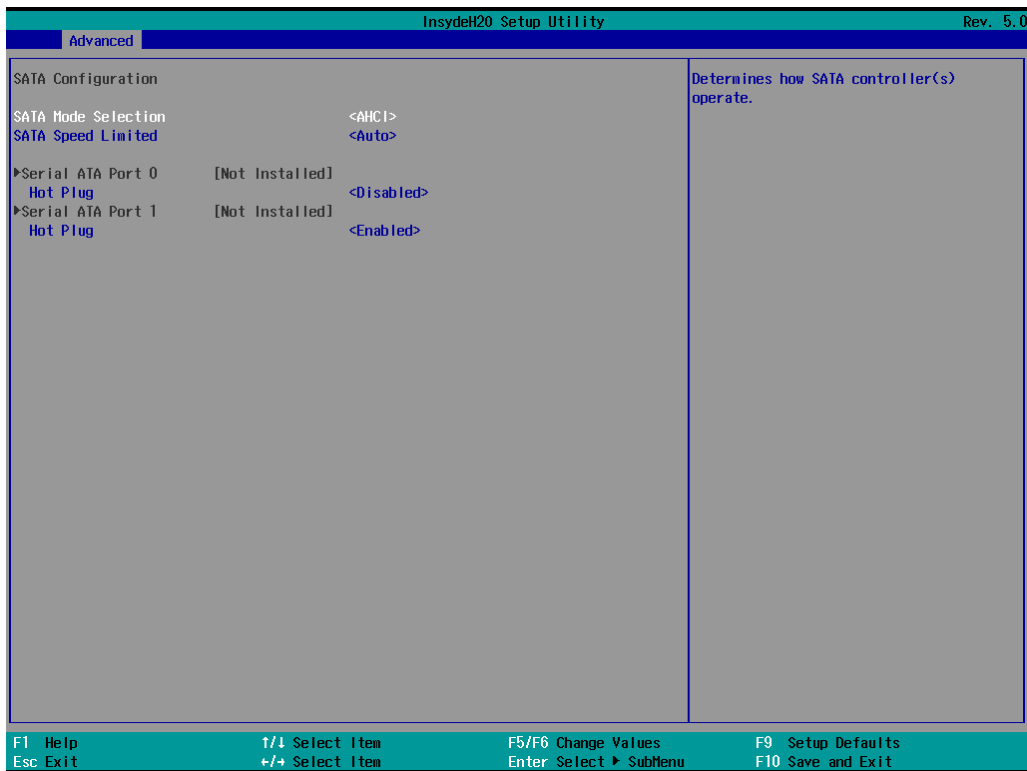 InsydeH20 Setup Utility Rev. 5.0
Advanced
SATA Configuration
SATA Mode Selection <AHCI>
SATA Speed Limited <Auto>
▶Serial ATA Port 0 [Not Installed]
Hot Plug <Disabled>
▶Serial ATA Port 1 [Not Installed]
Hot Plug <Enabled>
Determines how SATA controller(s)
operate.
F1 Help ↑/↓ Select Item F5/F6 Change Values F9 Setup Defaults
Esc Exit ←/→ Select Item Enter Select ▶ SubMenu F10 Save and Exit